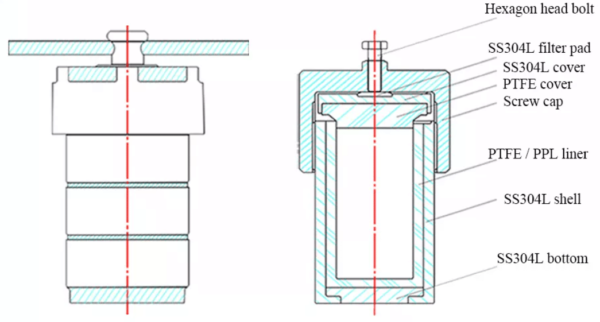 Hexagon head bolt
SS304L filter pad
SS304L cover
PTFE cover
Screw cap
PTFE / PPL liner
SS304L shell
SS304L bottom